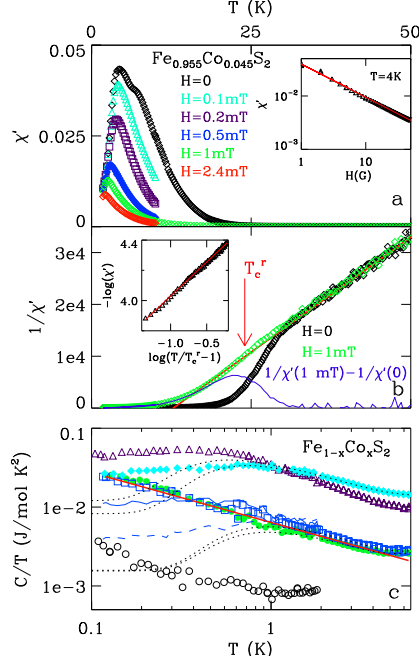 T (K)
0 25 50
0.05
0.025
0
χ′
Fe0.955Co0.045S2
H=0
H=0.1mT
H=0.2mT
H=0.5mT
H=1mT
H=2.4mT
T=4K
χ′
10⁻²
10⁻³
1 10
H(G)
a
3e4
2e4
1e4
0
1/χ′
4.4
4.0
−log(χ′)
−1.0 −0.5
log(T/Tcʳ−1)
Tcʳ
H=0
H=1mT
1/χ′(1 mT)−1/χ′(0)
b
0.1
1e−2
1e−3
C/T (J/mol K²)
Fe1−xCoxS2
c
0.1 1
T (K)